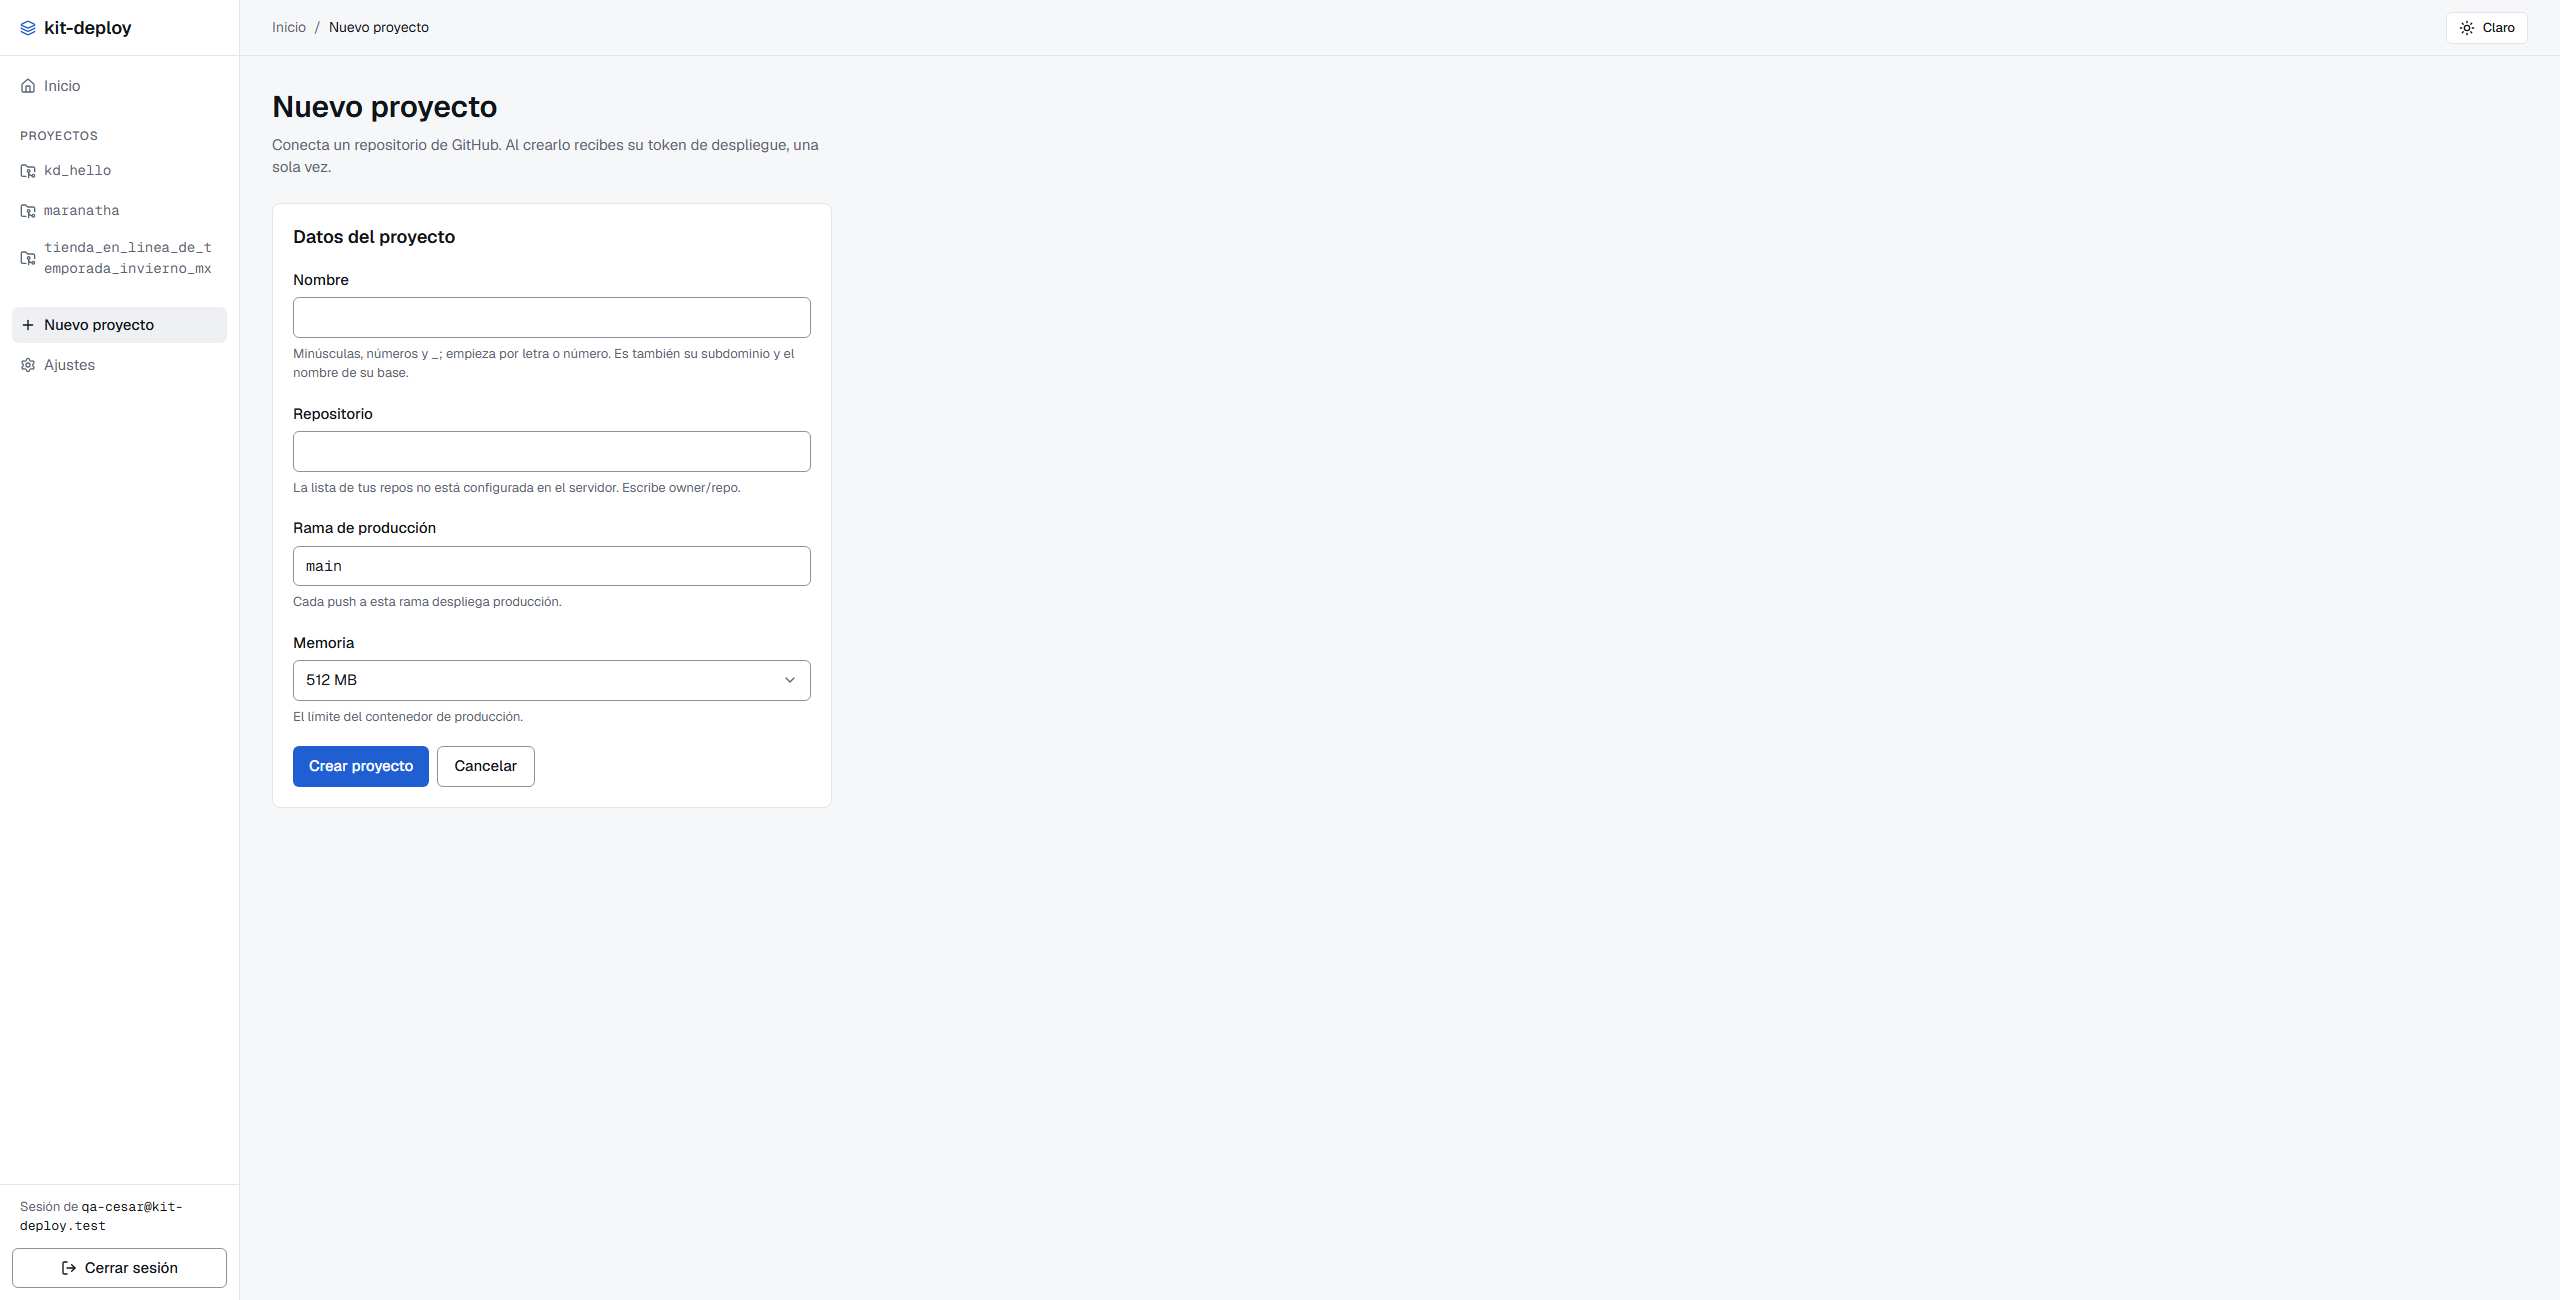 kit-deploy
Inicio / Nuevo proyecto
Claro
Inicio
PROYECTOS
kd_hello
maranatha
tienda_en_linea_de_t
emporada_invierno_mx
Nuevo proyecto
Ajustes
Nuevo proyecto
Conecta un repositorio de GitHub. Al crearlo recibes su token de despliegue, una
sola vez.
Datos del proyecto
Nombre
Minúsculas, números y _; empieza por letra o número. Es también su subdominio y el
nombre de su base.
Repositorio
La lista de tus repos no está configurada en el servidor. Escribe owner/repo.
Rama de producción
main
Cada push a esta rama despliega producción.
Memoria
512 MB
El límite del contenedor de producción.
Crear proyecto
Cancelar
Sesión de qa-cesar@kit-
deploy.test
Cerrar sesión